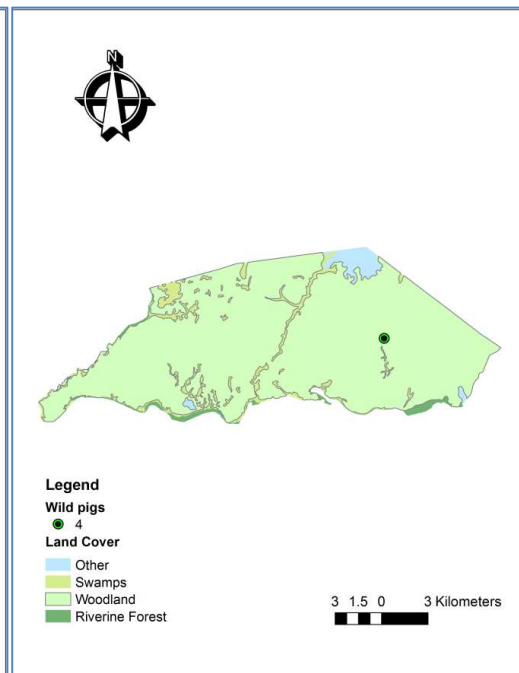 N
Legend
Wild pigs
4
Land Cover
Other
Swamps
Woodland
Riverine Forest
3 1.5 0 3 Kilometers